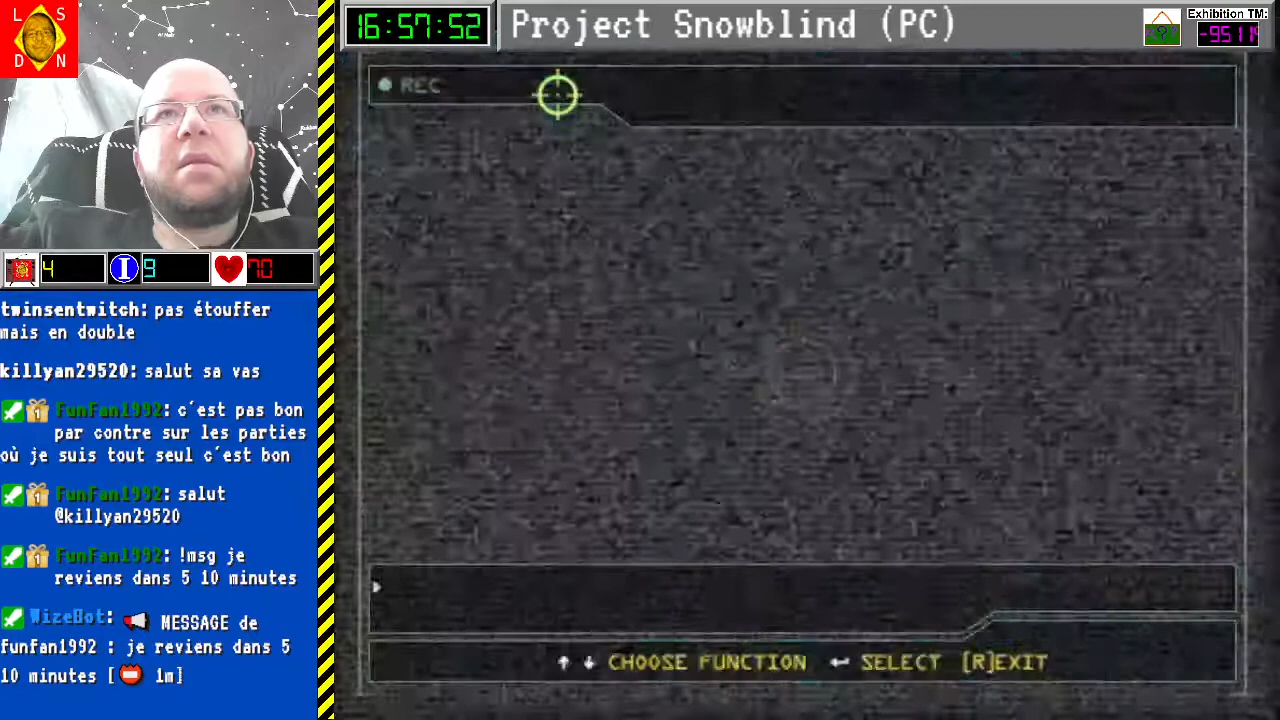 L S
D N
16:57:52
Project Snowblind (PC)
Exhibition TM:
REC
4
9
70
twinsentwitch: pas étouffer
mais en double
killyan29520: salut sa vas
FunFan1992: c´est pas bon
par contre sur les parties
où je suis tout seul c´est bon
FunFan1992: salut
@killyan29520
FunFan1992: !msg je
reviens dans 5 10 minutes
WizeBot: MESSAGE de
funfan1992 : je reviens dans 5
10 minutes [ 1m]
CHOOSE FUNCTION SELECT [R]EXIT